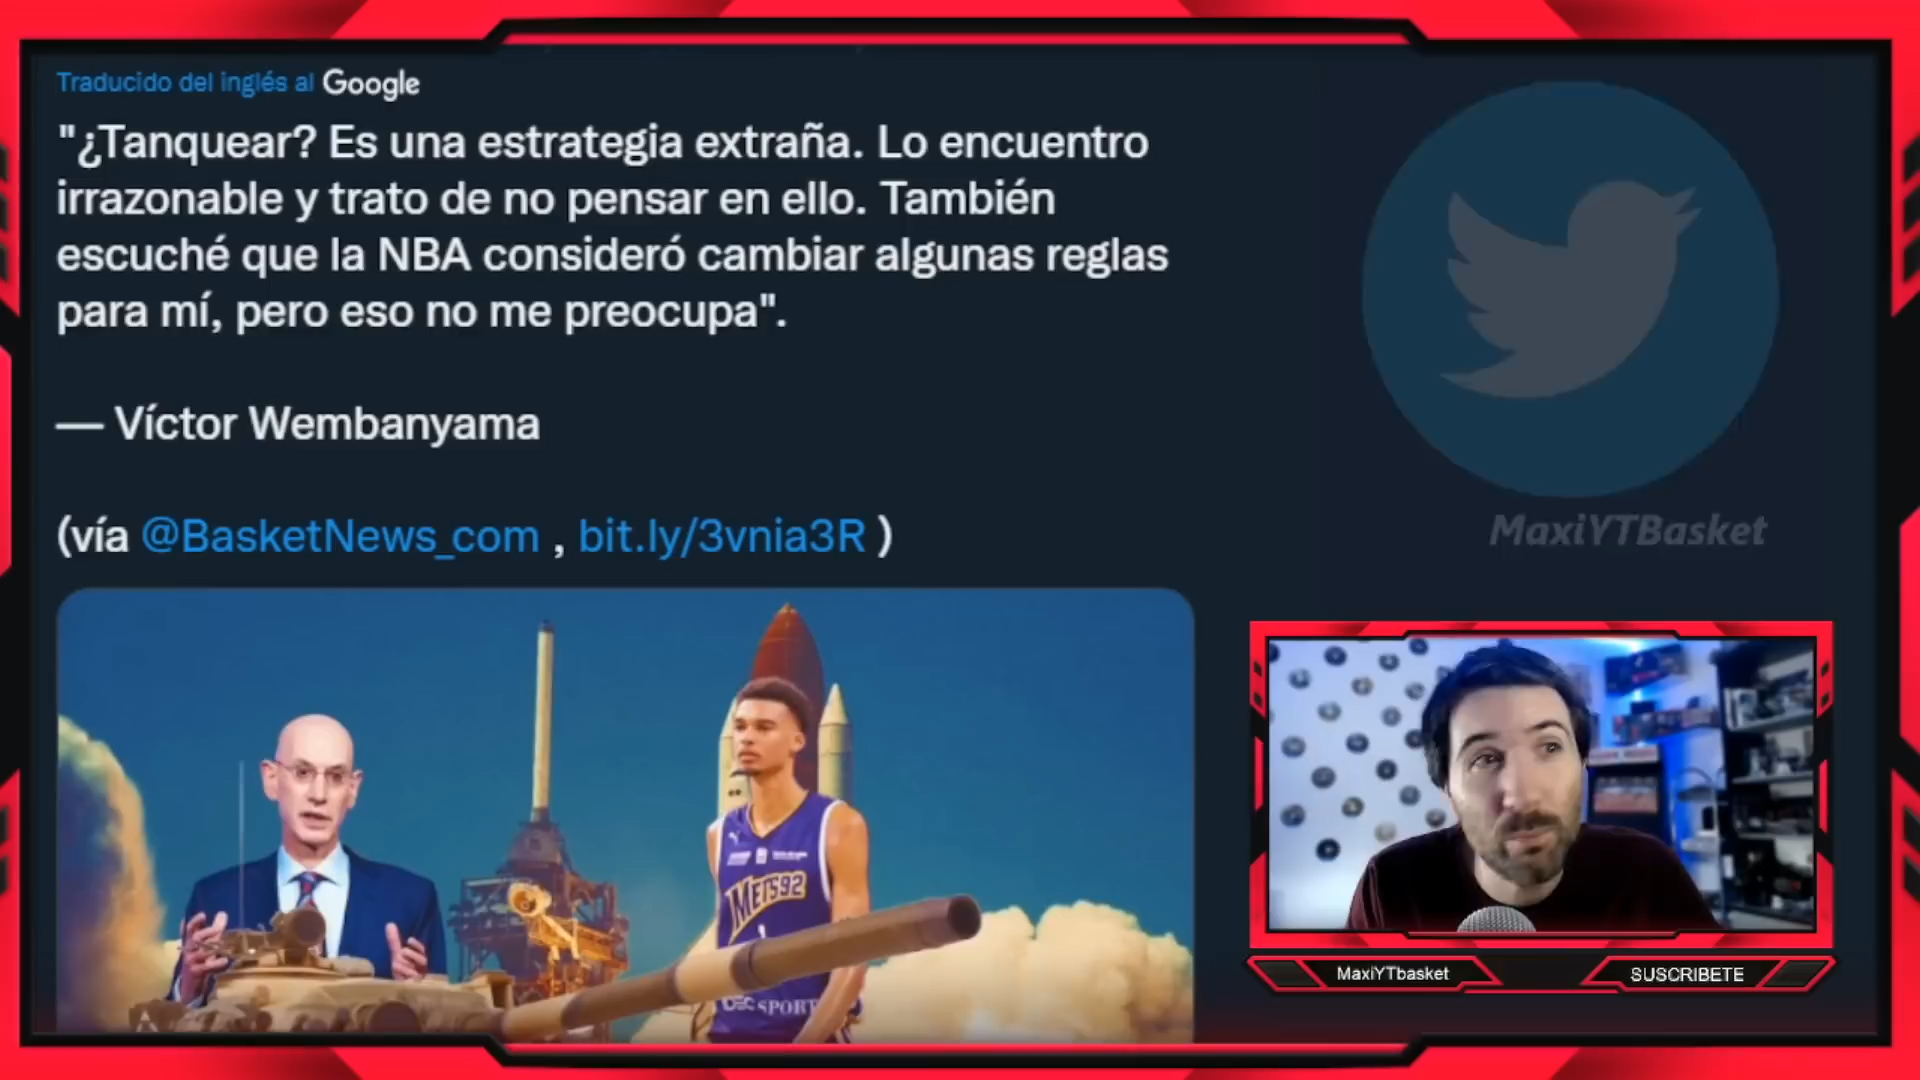 Traducido del inglés al Google
"¿Tanquear? Es una estrategia extraña. Lo encuentro
irrazonable y trato de no pensar en ello. También
escuché que la NBA consideró cambiar algunas reglas
para mí, pero eso no me preocupa".
— Víctor Wembanyama
(vía @BasketNews_com , bit.ly/3vnia3R )
MaxiYTBasket
METS92
SPORT
MaxiYTbasket
SUSCRIBETE